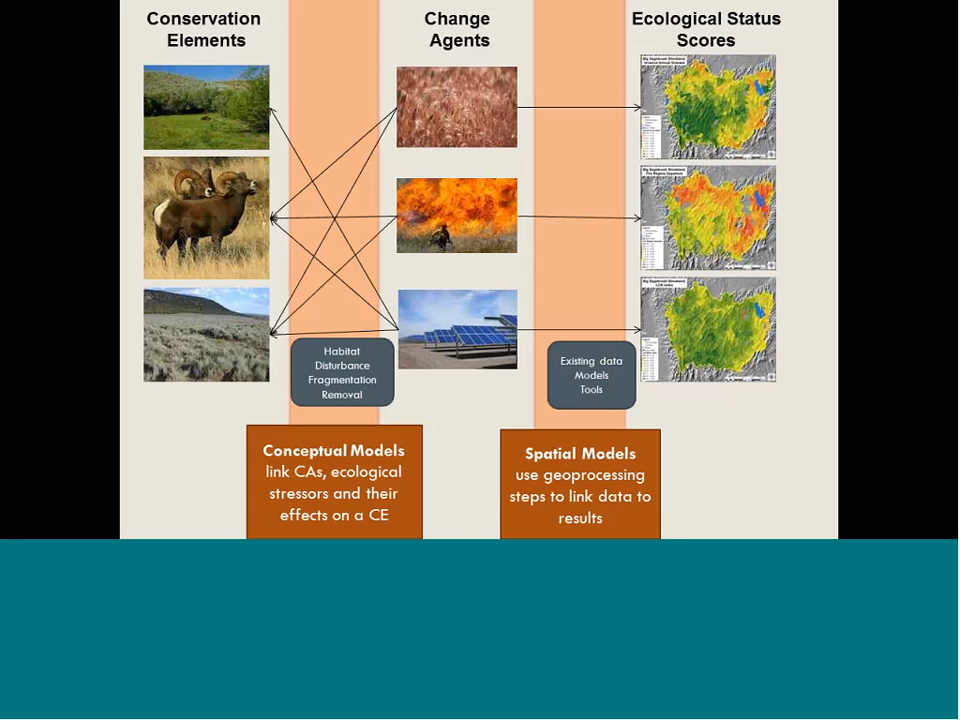 Conservation
Elements
Change
Agents
Ecological Status
Scores
Habitat
Disturbance
Fragmentation
Removal
Existing data
Models
Tools
Conceptual Models
link CAs, ecological
stressors and their
effects on a CE
Spatial Models
use geoprocessing
steps to link data to
results